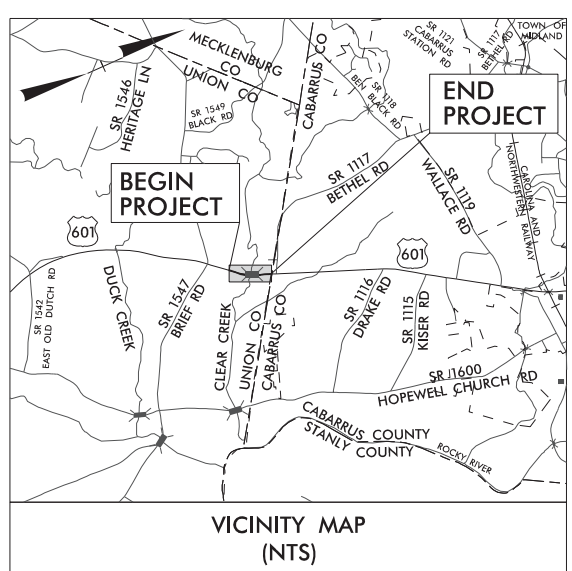 TOWN OF
MIDLAND
SR 1117
BETHEL RD
SR 1121
CABARRUS
STATION RD
MECKLENBURG
CO
UNION CO
CABARRUS CO
SR 1546
HERITAGE LN
SR 1549
BLACK RD
SR 1118
BEN BLACK RD
END
PROJECT
BEGIN
PROJECT
SR 1117
BETHEL RD
SR 1119
WALLACE RD
CAROLINA AND
NORTHWESTERN RAILWAY
601
601
SR 1542
EAST OLD DUTCH RD
DUCK CREEK
SR 1547
BRIEF RD
CLEAR CREEK
UNION CO
CABARRUS CO
SR 1116
DRAKE RD
SR 1115
KISER RD
SR 1600
HOPEWELL CHURCH RD
CABARRUS COUNTY
STANLY COUNTY
ROCKY RIVER
VICINITY MAP
(NTS)